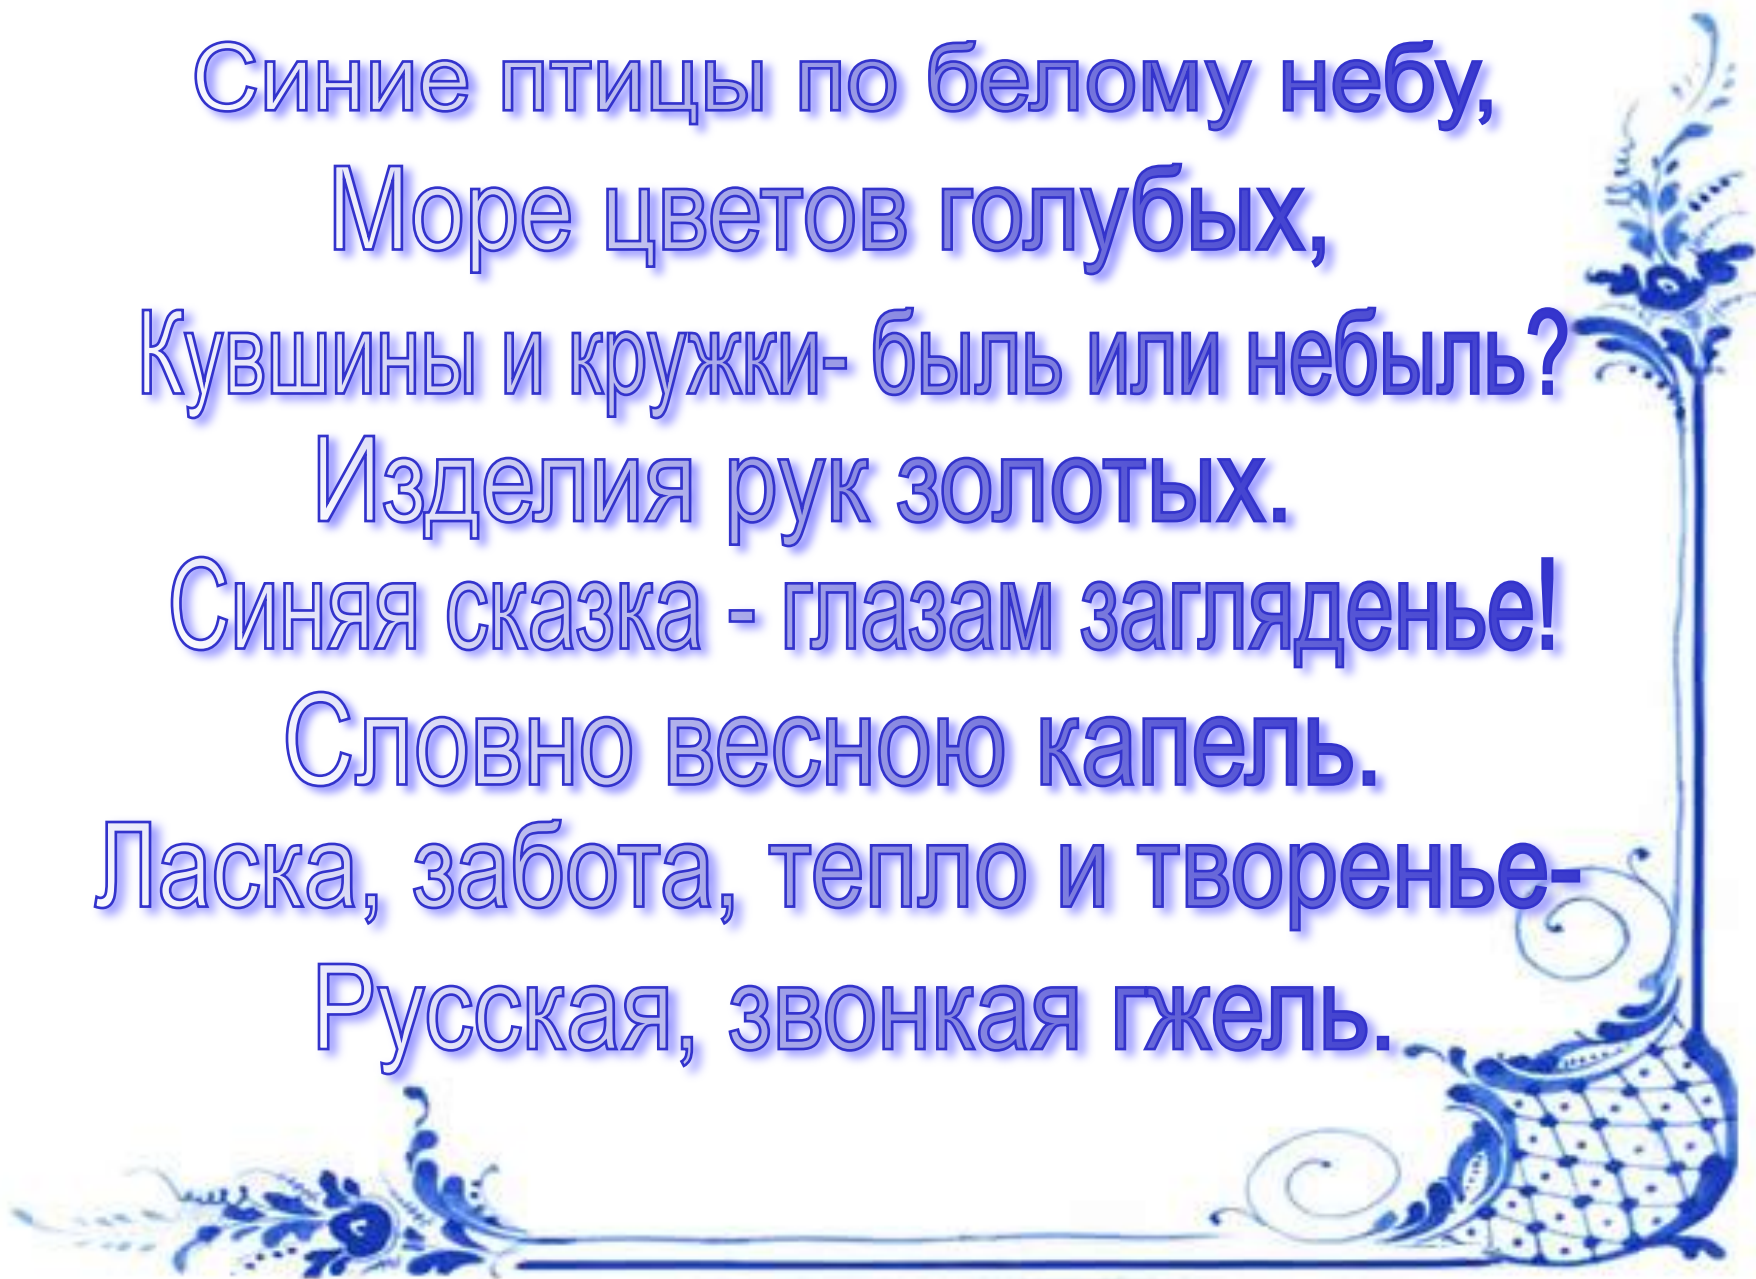 Синие птицы по белому небу,
Море цветов голубых,
Кувшины и кружки- быль или небыль?
Изделия рук золотых.
Синяя сказка - глазам загляденье!
Словно весною капель.
Ласка, забота, тепло и творенье-
Русская, звонкая гжель.